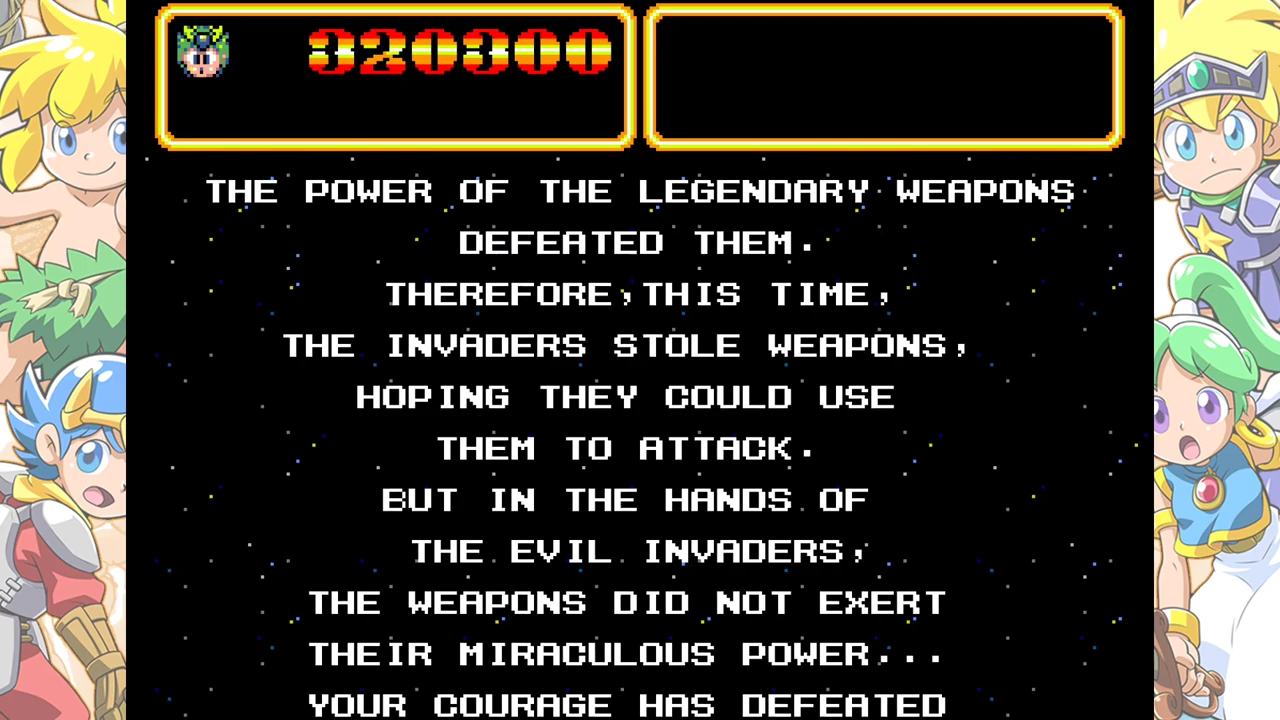 320300
THE POWER OF THE LEGENDARY WEAPONS
DEFEATED THEM.
THEREFORE,THIS TIME,
THE INVADERS STOLE WEAPONS,
HOPING THEY COULD USE
THEM TO ATTACK.
BUT IN THE HANDS OF
THE EVIL INVADERS,
THE WEAPONS DID NOT EXERT
THEIR MIRACULOUS POWER...
YOUR COURAGE HAS DEFEATED